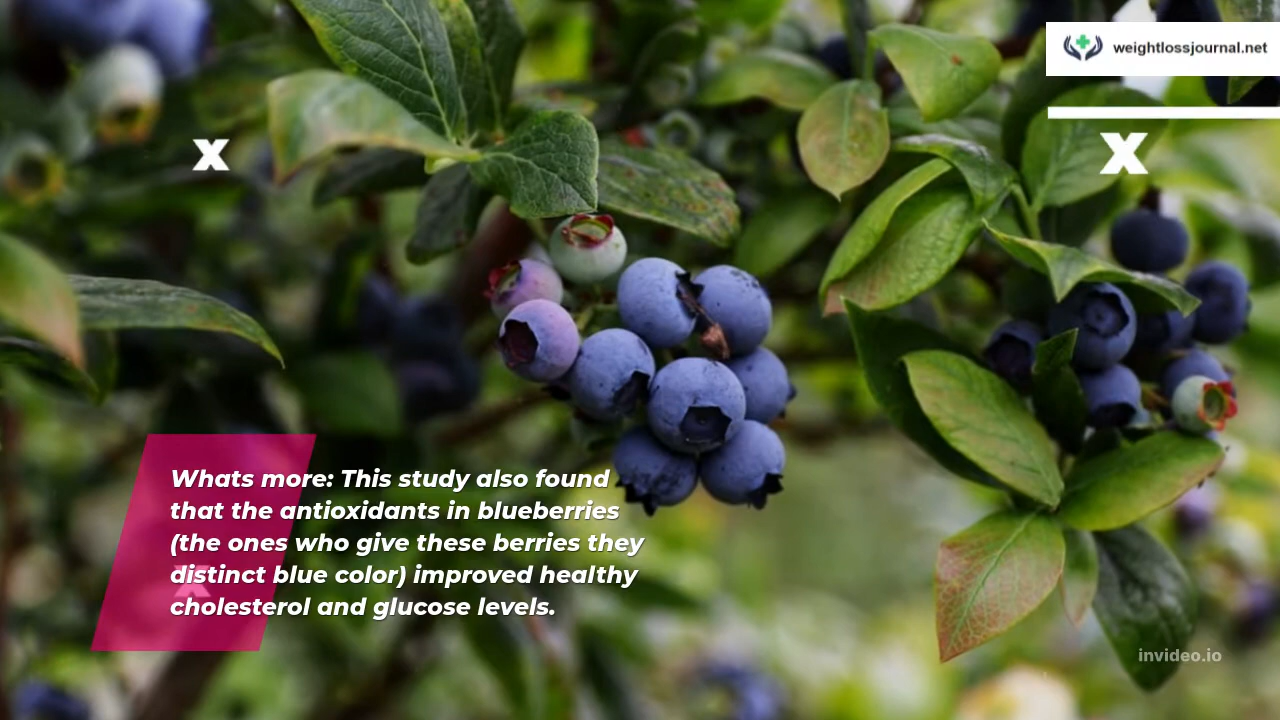 weightlossjournal.net
x
x
Whats more: This study also found
that the antioxidants in blueberries
(the ones who give these berries they
distinct blue color) improved healthy
cholesterol and glucose levels.
x
invideo.io